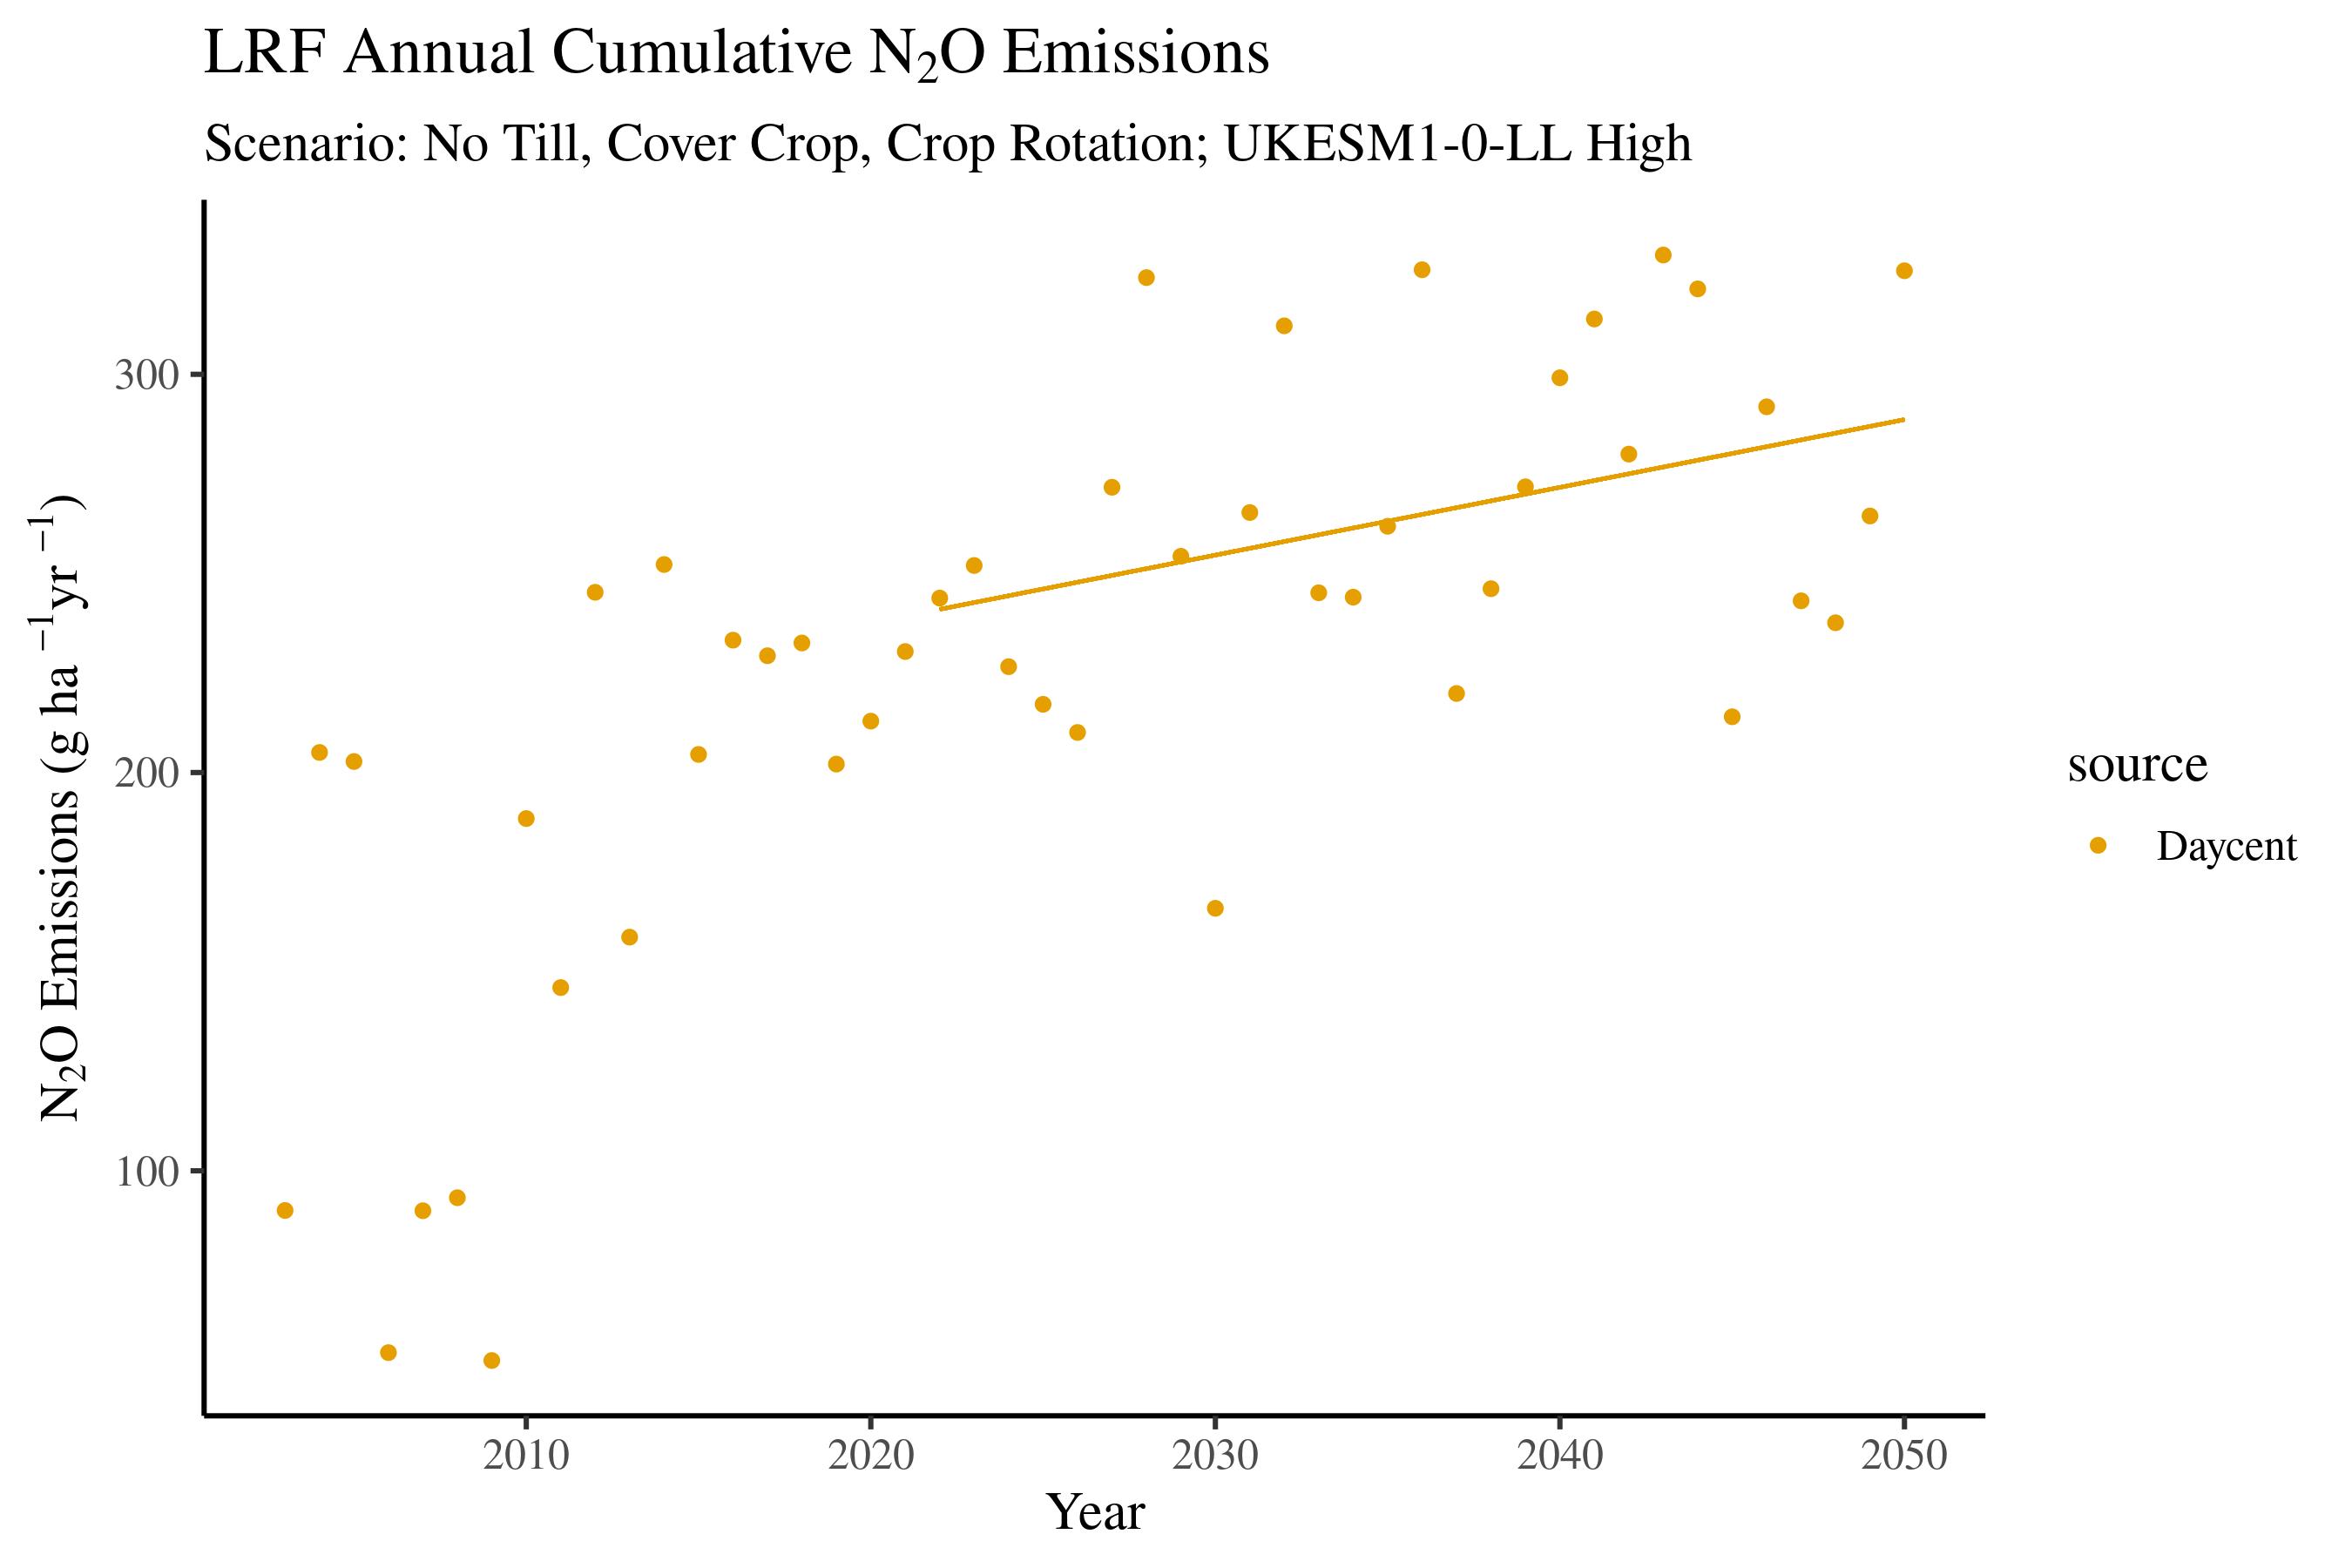 LRF Annual Cumulative N₂O Emissions
Scenario: No Till, Cover Crop, Crop Rotation; UKESM1-0-LL High
N₂O Emissions (g ha ⁻¹yr ⁻¹)
300
200
100
2010 2020 2030 2040 2050
Year
source
Daycent